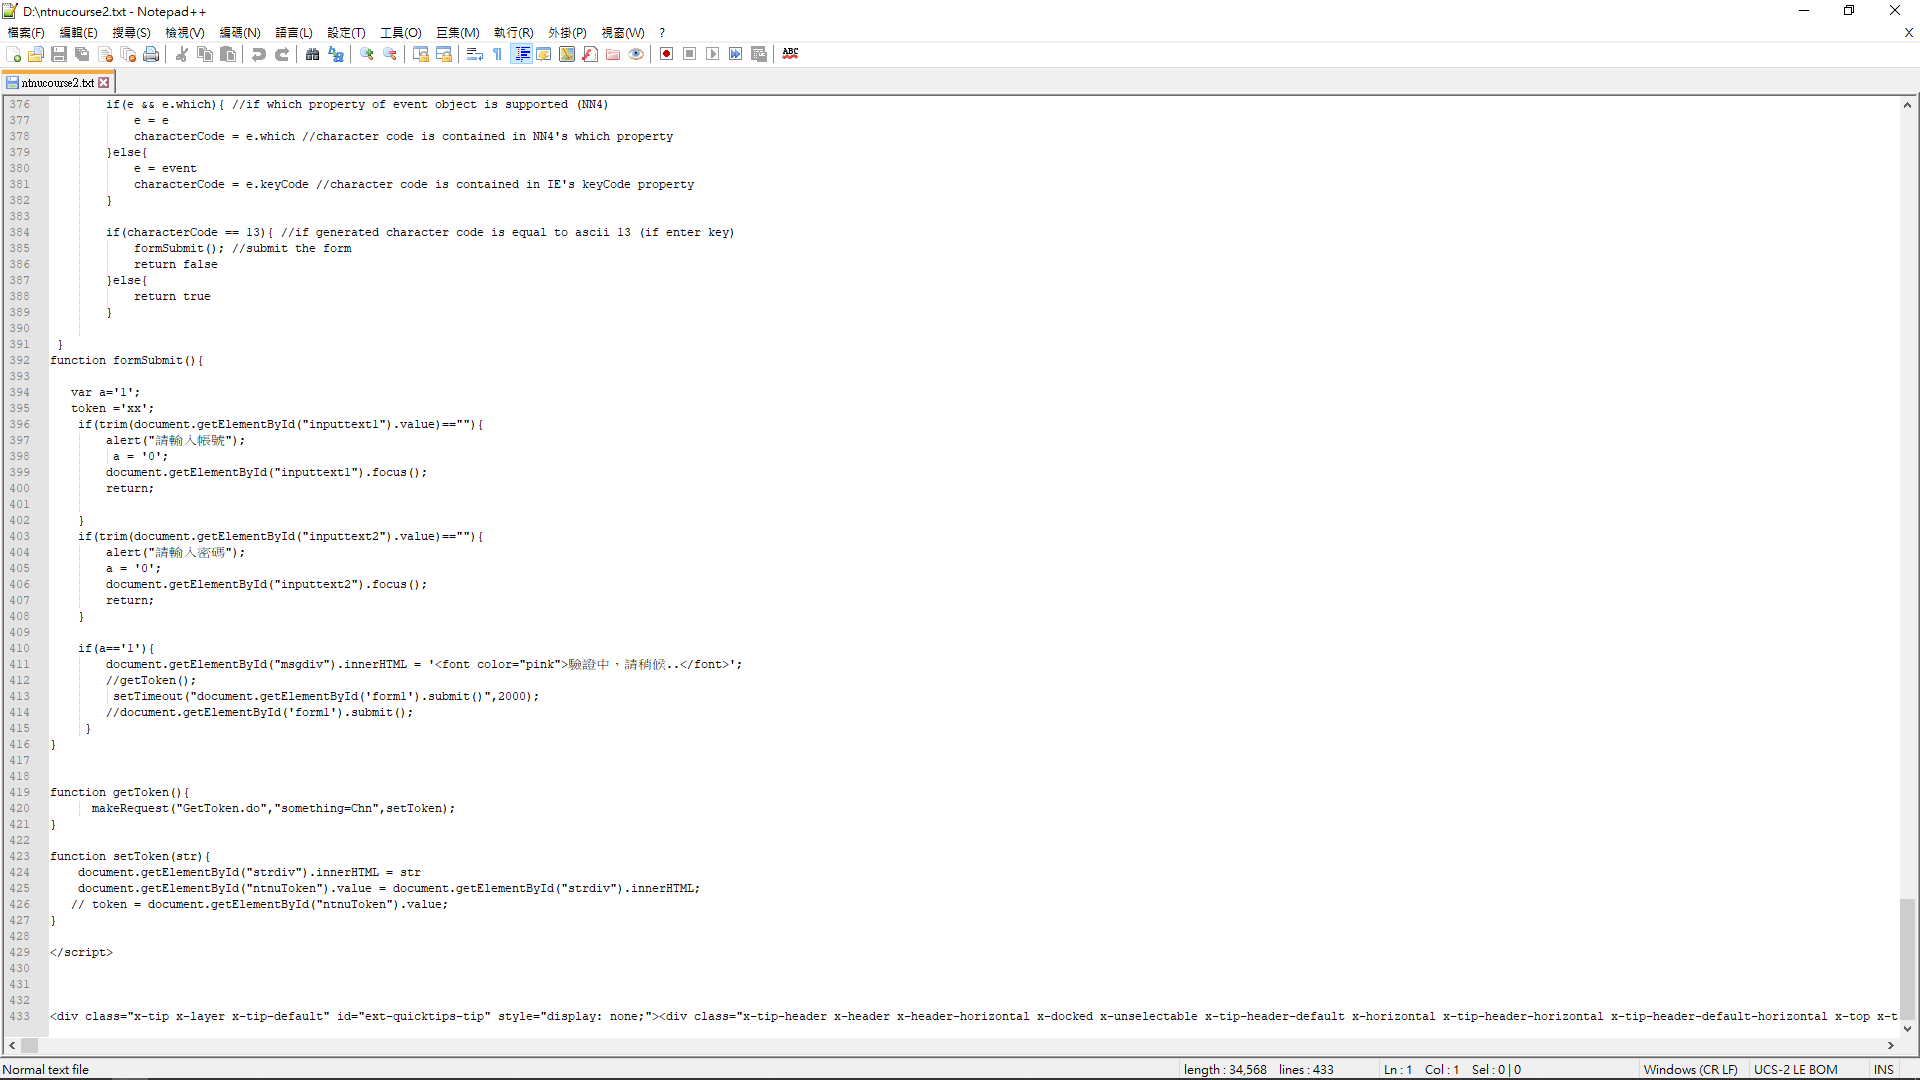 D:\ntnucourse2.txt - Notepad++
檔案(F) 編輯(E) 搜尋(S) 檢視(V) 編碼(N) 語言(L) 設定(T) 工具(O) 巨集(M) 執行(R) 外掛(P) 視窗(W) ? X
ABC
ntnucourse2.txt
376 if(e && e.which){ //if which property of event object is supported (NN4)
377 e = e
378 characterCode = e.which //character code is contained in NN4's which property
379 }else{
380 e = event
381 characterCode = e.keyCode //character code is contained in IE's keyCode property
382 }
383
384 if(characterCode == 13){ //if generated character code is equal to ascii 13 (if enter key)
385 formSubmit(); //submit the form
386 return false
387 }else{
388 return true
389 }
390
391 }
392 function formSubmit(){
393
394 var a='1';
395 token ='xx';
396 if(trim(document.getElementById("inputtext1").value)==""){
397 alert("請輸入帳號");
398 a = '0';
399 document.getElementById("inputtext1").focus();
400 return;
401
402 }
403 if(trim(document.getElementById("inputtext2").value)==""){
404 alert("請輸入密碼");
405 a = '0';
406 document.getElementById("inputtext2").focus();
407 return;
408 }
409
410 if(a=='1'){
411 document.getElementById("msgdiv").innerHTML = '<font color="pink">驗證中，請稍候..</font>';
412 //getToken();
413 setTimeout("document.getElementById('form1').submit()",2000);
414 //document.getElementById('form1').submit();
415 }
416 }
417
418
419 function getToken(){
420 makeRequest("GetToken.do","something=Chn",setToken);
421 }
422
423 function setToken(str){
424 document.getElementById("strdiv").innerHTML = str
425 document.getElementById("ntnuToken").value = document.getElementById("strdiv").innerHTML;
426 // token = document.getElementById("ntnuToken").value;
427 }
428
429 </script>
430
431
432
433 <div class="x-tip x-layer x-tip-default" id="ext-quicktips-tip" style="display: none;"><div class="x-tip-header x-header x-header-horizontal x-docked x-unselectable x-tip-header-default x-horizontal x-tip-header-horizontal x-tip-header-default-horizontal x-top x-t
Normal text file length : 34,568 lines : 433 Ln : 1 Col : 1 Sel : 0 | 0 Windows (CR LF) UCS-2 LE BOM INS